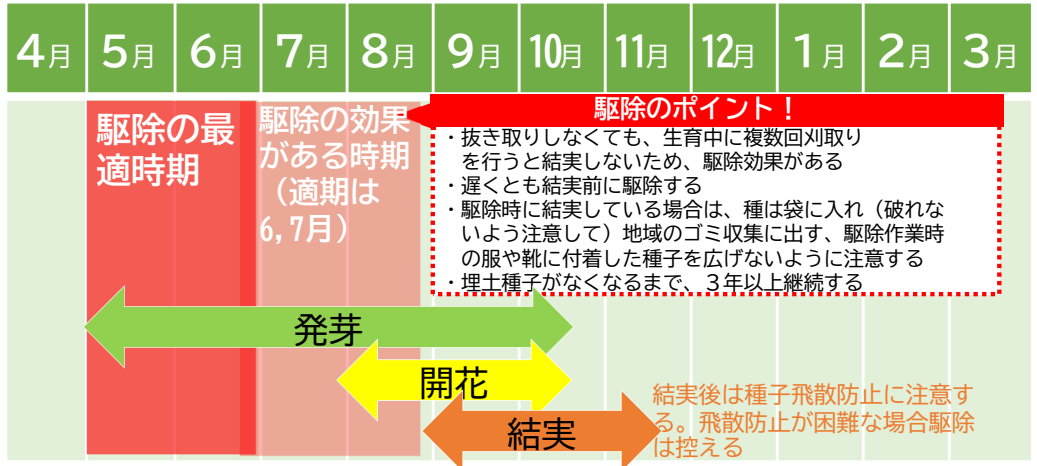 4月 5月 6月 7月 8月 9月 10月 11月 12月 1月 2月 3月
駆除の最
適時期
駆除の効果
がある時期
（適期は
6,7月）
駆除のポイント！
・抜き取りしなくても、生育中に複数回刈取り
を行うと結実しないため、駆除効果がある
・遅くとも結実前に駆除する
・駆除時に結実している場合は、種は袋に入れ（破れな
いよう注意して）地域のゴミ収集に出す、駆除作業時
の服や靴に付着した種子を広げないように注意する
・埋土種子がなくなるまで、３年以上継続する
発芽
開花
結実
結実後は種子飛散防止に注意す
る。飛散防止が困難な場合駆除
は控える